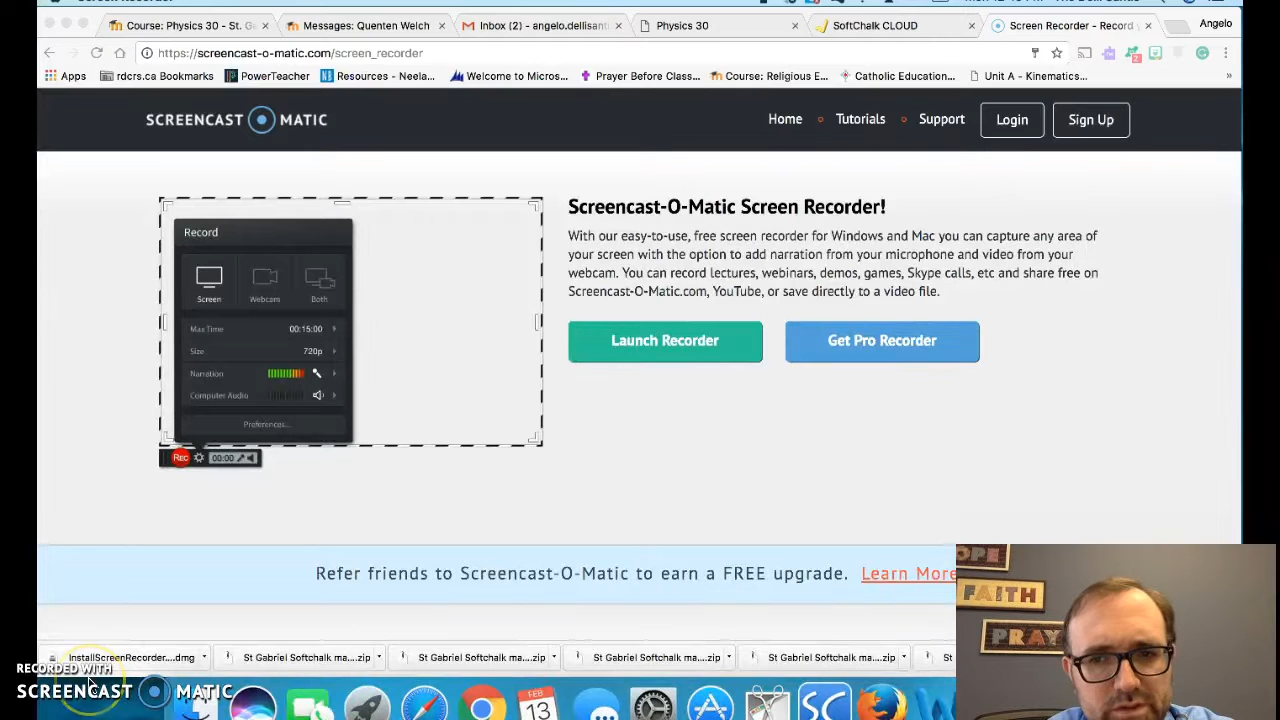 Course: Physics 30 - St. Ga
Messages: Quenten Welch
Inbox (2) - angelo.dellisanti
Physics 30
SoftChalk CLOUD
Screen Recorder - Record y
Angelo
https://screencast-o-matic.com/screen_recorder
Apps
rdcrs.ca Bookmarks
PowerTeacher
Resources - Neela...
Welcome to Micros...
Prayer Before Class...
Course: Religious E...
Catholic Education...
Unit A - Kinematics...
SCREENCAST MATIC
Home
Tutorials
Support
Login
Sign Up
Record
Screen
Webcam
Both
Max Time 00:15:00
Size 720p
Narration
Computer Audio
Preferences...
REC 00:00
Screencast-O-Matic Screen Recorder!
With our easy-to-use, free screen recorder for Windows and Mac you can capture any area of
your screen with the option to add narration from your microphone and video from your
webcam. You can record lectures, webinars, demos, games, Skype calls, etc and share free on
Screencast-O-Matic.com, YouTube, or save directly to a video file.
Launch Recorder
Get Pro Recorder
Refer friends to Screencast-O-Matic to earn a FREE upgrade. Learn More
OPE
FAITH
PRAY
InstallScreenRecorder....dmg
St Gabriel Softchalk ma....zip
St Gabriel Softchalk ma....zip
St Gabriel Softchalk ma....zip
St Gabriel Softchalk ma....zip
St
RECORDED WITH
SCREENCAST MATIC
FEB
13
SC